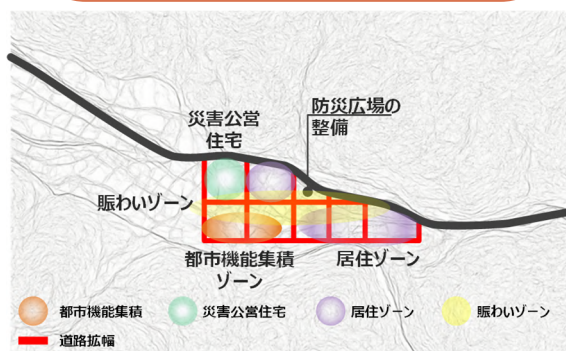 防災広場の
整備
災害公営
住宅
賑わいゾーン
都市機能集積
ゾーン
居住ゾーン
都市機能集積
災害公営住宅
居住ゾーン
賑わいゾーン
道路拡幅